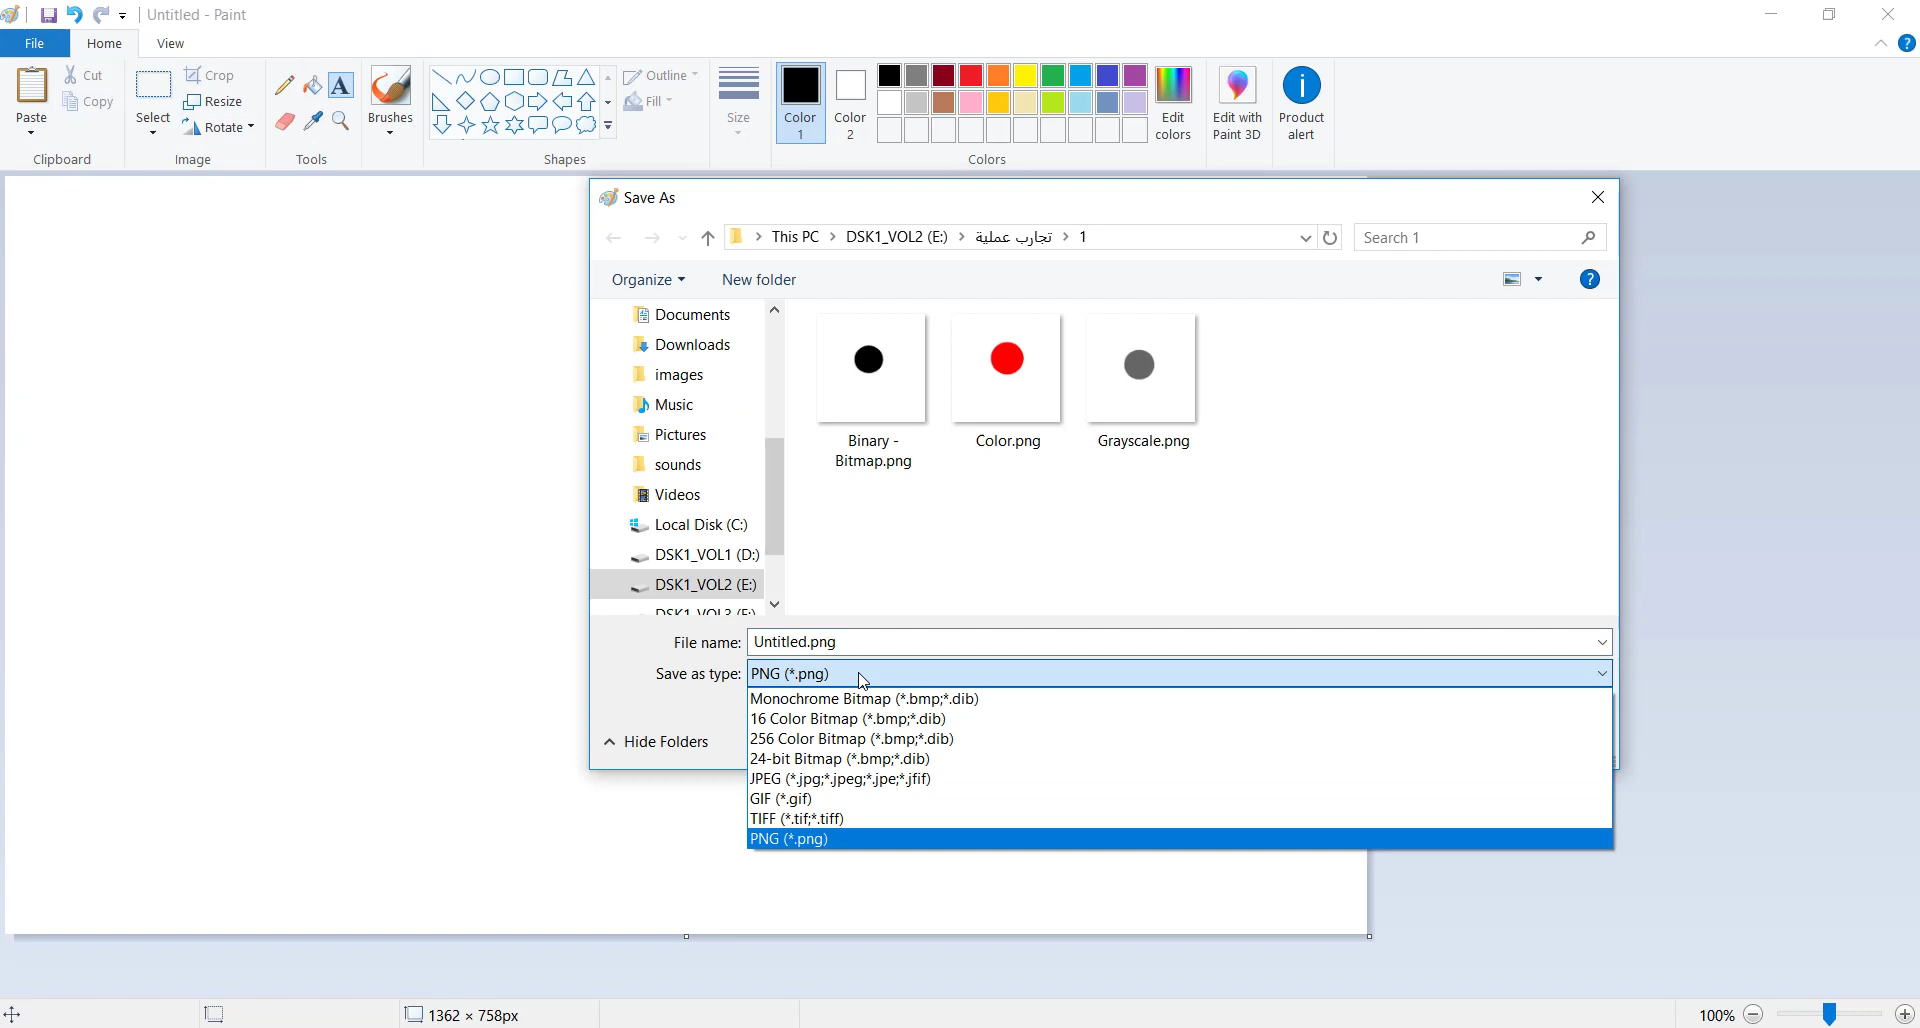 Untitled - Paint
File
Home
View
Paste
Cut
Copy
Clipboard
Select
Crop
Resize
Rotate
Image
A
Tools
Brushes
Shapes
Outline
Fill
Size
Color 1
Color 2
Edit colors
Colors
Edit with Paint 3D
Product alert
Save As
This PC > DSK1_VOL2 (E:) > تجارب عملية > 1
Search 1
Organize
New folder
Documents
Downloads
images
Music
Pictures
sounds
Videos
Local Disk (C:)
DSK1_VOL1 (D:)
DSK1_VOL2 (E:)
DSK1_VOL3 (F:)
Binary -
Bitmap.png
Color.png
Grayscale.png
File name: Untitled.png
Save as type: PNG (*.png)
Monochrome Bitmap (*.bmp;*.dib)
16 Color Bitmap (*.bmp;*.dib)
256 Color Bitmap (*.bmp;*.dib)
24-bit Bitmap (*.bmp;*.dib)
JPEG (*.jpg;*.jpeg;*.jpe;*.jfif)
GIF (*.gif)
TIFF (*.tif;*.tiff)
PNG (*.png)
Hide Folders
1362 × 758px
100%